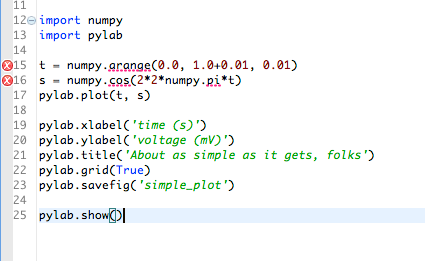 11
12 import numpy
13 import pylab
14
15 t = numpy.arange(0.0, 1.0+0.01, 0.01)
16 s = numpy.cos(2*2*numpy.pi*t)
17 pylab.plot(t, s)
18
19 pylab.xlabel('time (s)')
20 pylab.ylabel('voltage (mV)')
21 pylab.title('About as simple as it gets, folks')
22 pylab.grid(True)
23 pylab.savefig('simple_plot')
24
25 pylab.show()